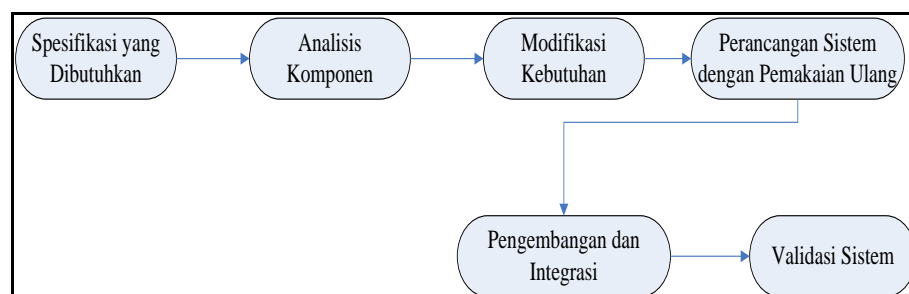 Spesifikasi yang
Dibutuhkan
Analisis
Komponen
Modifikasi
Kebutuhan
Perancangan Sistem
dengan Pemakaian Ulang
Pengembangan dan
Integrasi
Validasi Sistem